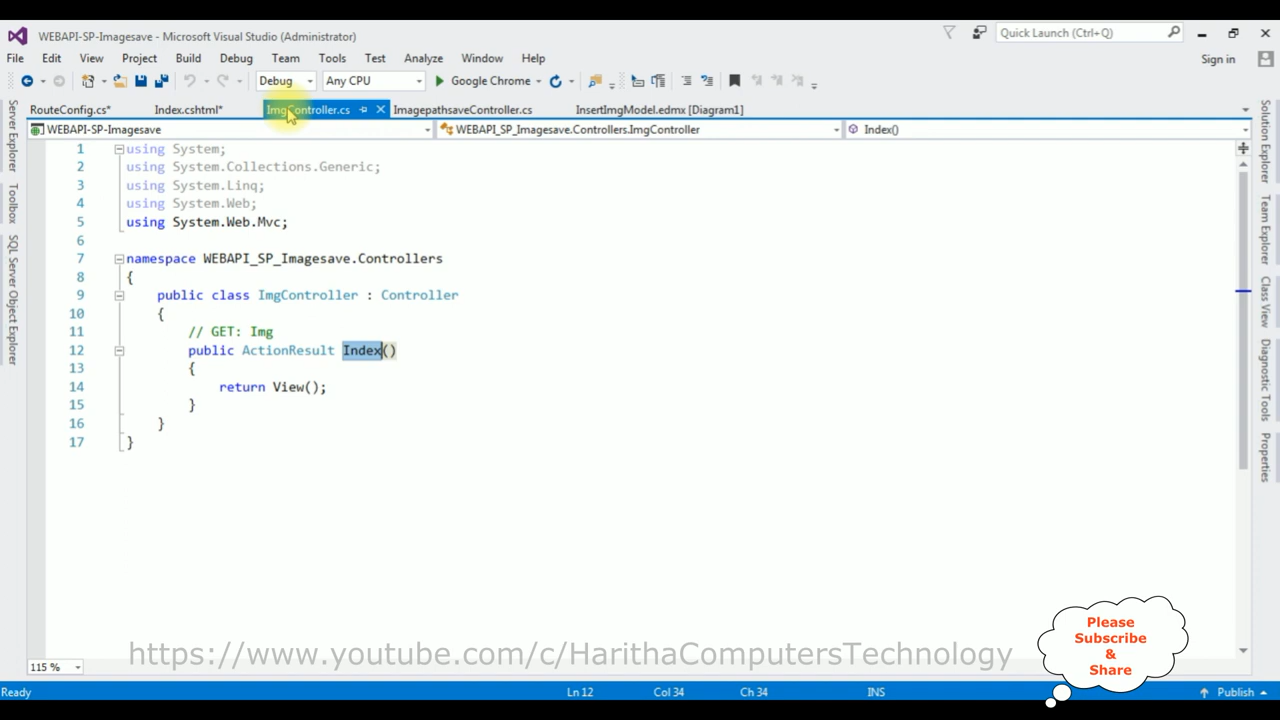 WEBAPI-SP-Imagesave - Microsoft Visual Studio (Administrator)
Quick Launch (Ctrl+Q)
File Edit View Project Build Debug Team Tools Test Analyze Window Help
Sign in
Debug Any CPU Google Chrome
RouteConfig.cs* Index.cshtml* ImgController.cs ImagepathsaveController.cs InsertImgModel.edmx [Diagram1]
WEBAPI-SP-Imagesave WEBAPI_SP_Imagesave.Controllers.ImgController Index()
Server Explorer
Toolbox
SQL Server Object Explorer
1 using System;
2 using System.Collections.Generic;
3 using System.Linq;
4 using System.Web;
5 using System.Web.Mvc;
6
7 namespace WEBAPI_SP_Imagesave.Controllers
8 {
9 public class ImgController : Controller
10 {
11 // GET: Img
12 public ActionResult Index()
13 {
14 return View();
15 }
16 }
17 }
Solution Explorer
Team Explorer
Class View
Diagnostic Tools
Properties
Please
Subscribe
&
Share
https://www.youtube.com/c/HarithaComputersTechnology
115 %
Ready Ln 12 Col 34 Ch 34 INS Publish